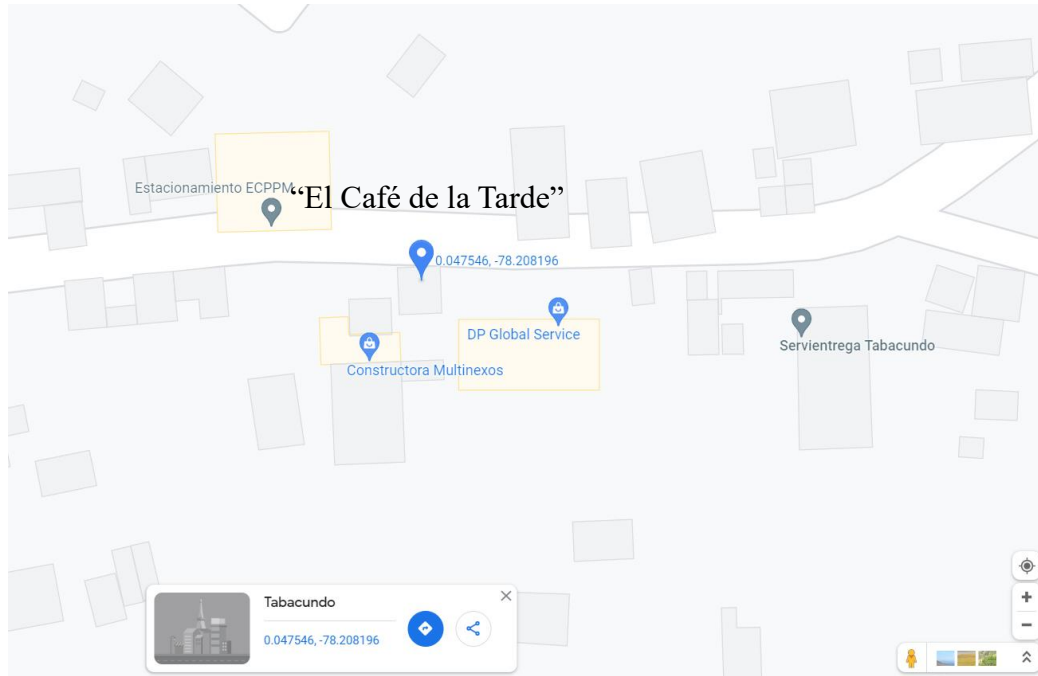 Estacionamiento ECPPM
“El Café de la Tarde”
0.047546, -78.208196
DP Global Service
Servientrega Tabacundo
Constructora Multinexos
Tabacundo
0.047546, -78.208196